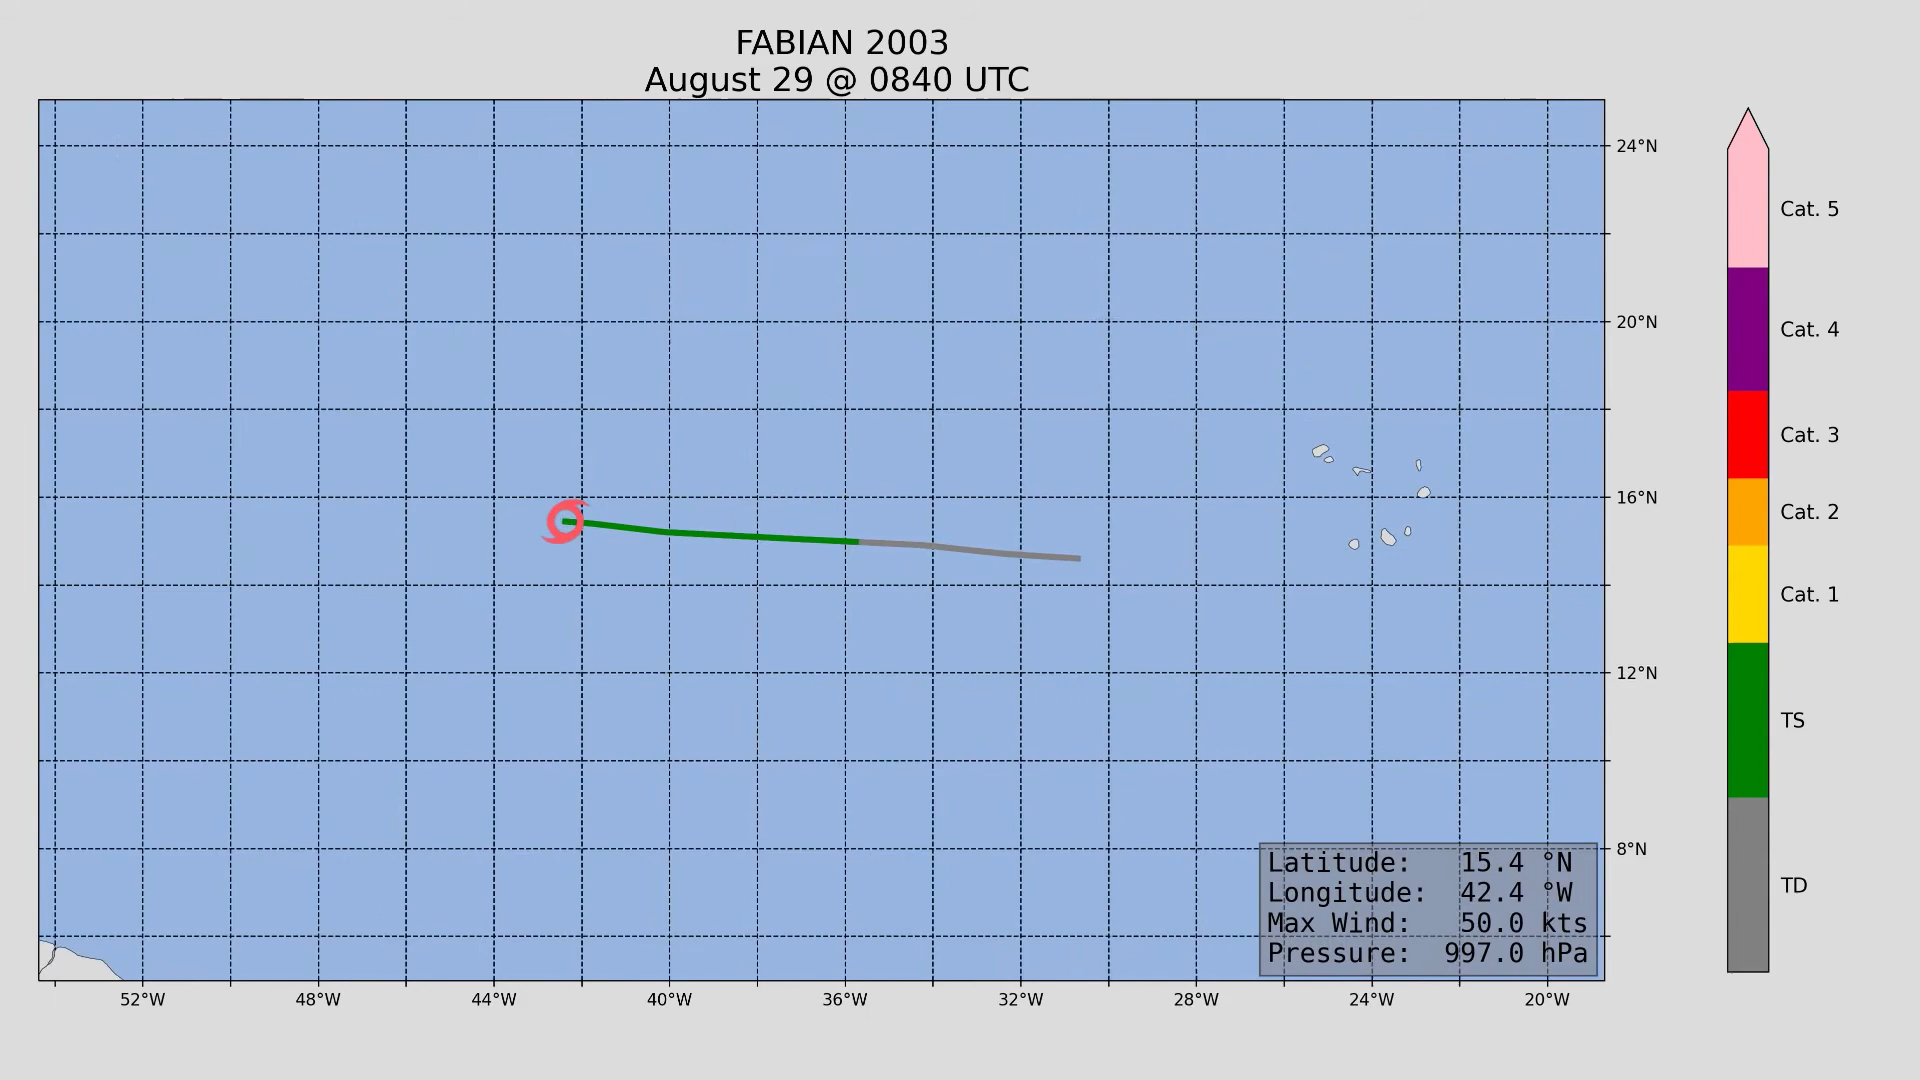 FABIAN 2003
August 29 @ 0840 UTC
24°N
20°N
16°N
12°N
8°N
52°W 48°W 44°W 40°W 36°W 32°W 28°W 24°W 20°W
Latitude: 15.4 °N
Longitude: 42.4 °W
Max Wind: 50.0 kts
Pressure: 997.0 hPa
Cat. 5
Cat. 4
Cat. 3
Cat. 2
Cat. 1
TS
TD